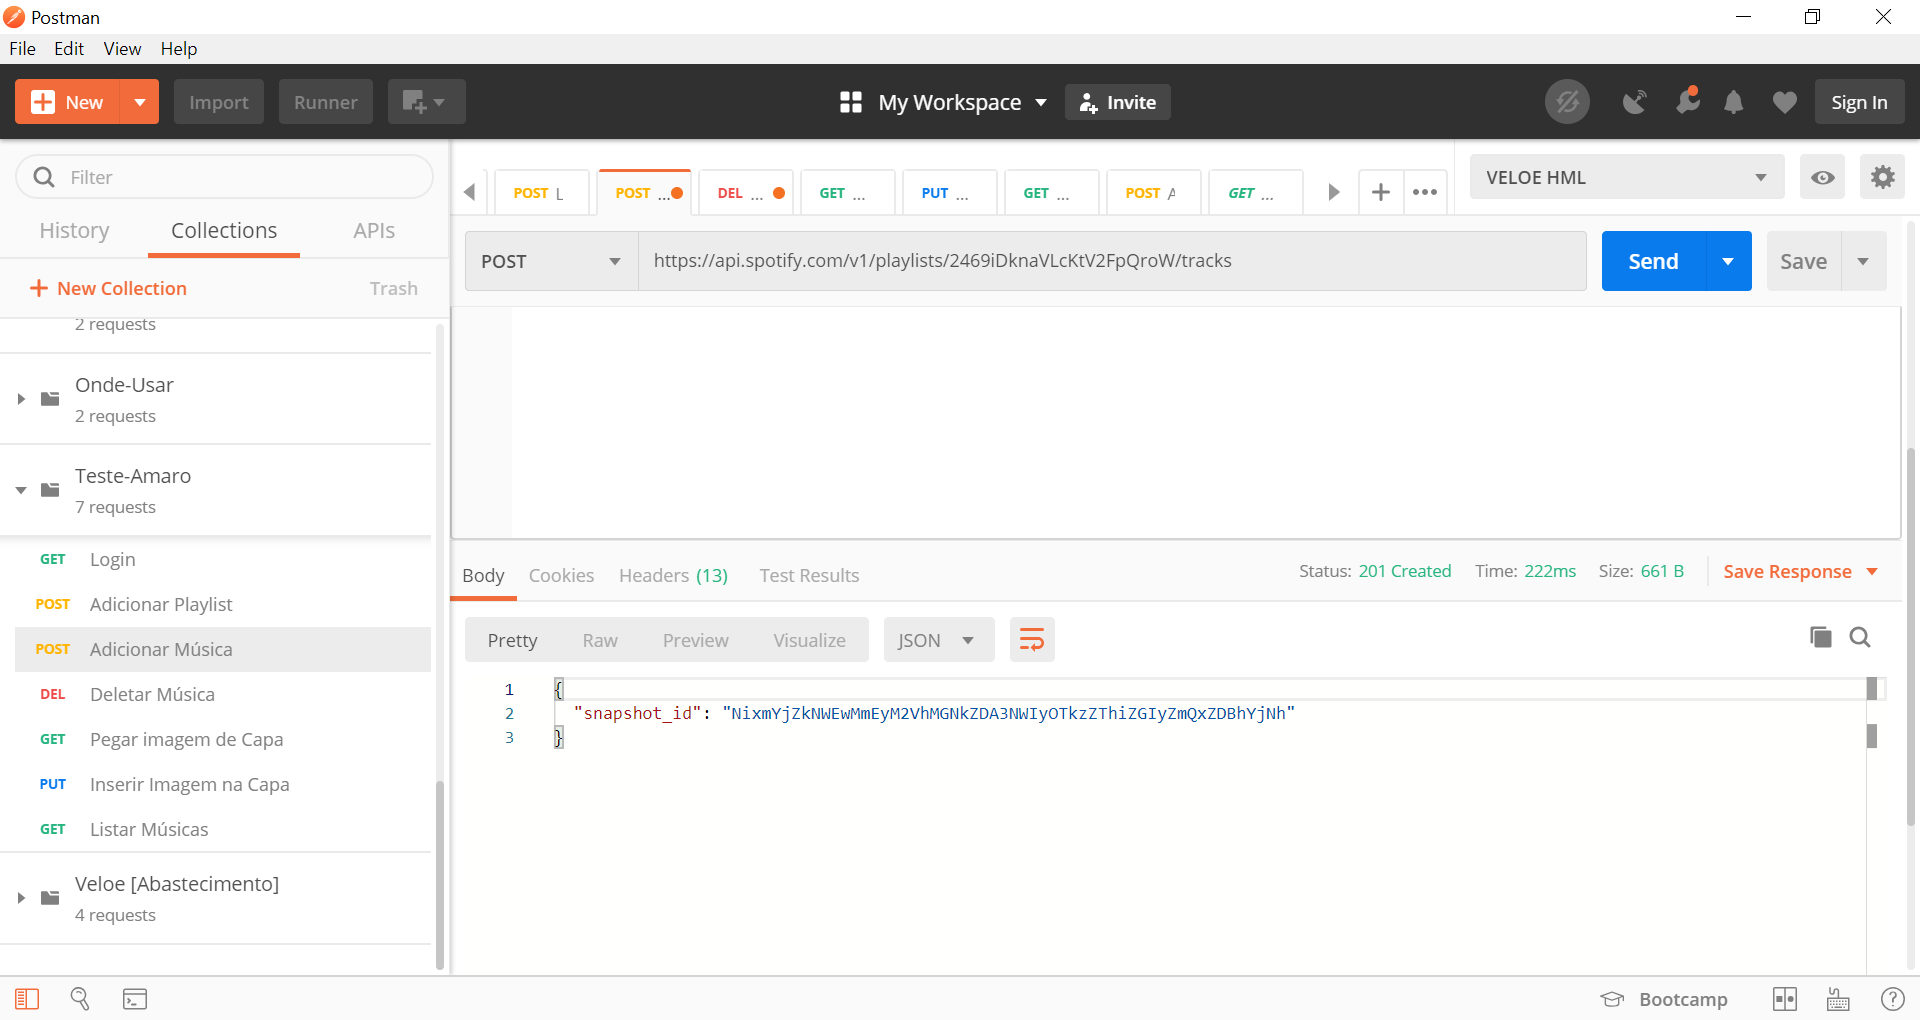 Postman
File Edit View Help
New Import Runner My Workspace Invite Sign In
Filter
History Collections APIs
New Collection Trash
2 requests
Onde-Usar
2 requests
Teste-Amaro
7 requests
GET Login
POST Adicionar Playlist
POST Adicionar Música
DEL Deletar Música
GET Pegar imagem de Capa
PUT Inserir Imagem na Capa
GET Listar Músicas
Veloe [Abastecimento]
4 requests
POST L POST ... DEL ... GET ... PUT ... GET ... POST A GET ... VELOE HML
POST https://api.spotify.com/v1/playlists/2469iDknaVLcKtV2FpQroW/tracks Send Save
Body Cookies Headers (13) Test Results Status: 201 Created Time: 222ms Size: 661 B Save Response
Pretty Raw Preview Visualize JSON
1 {
2 "snapshot_id": "NixmYjZkNWEwMmEyM2VhMGNkZDA3NWIyOTkzZThiZGIyZmQxZDBhYjNh"
3 }
Bootcamp